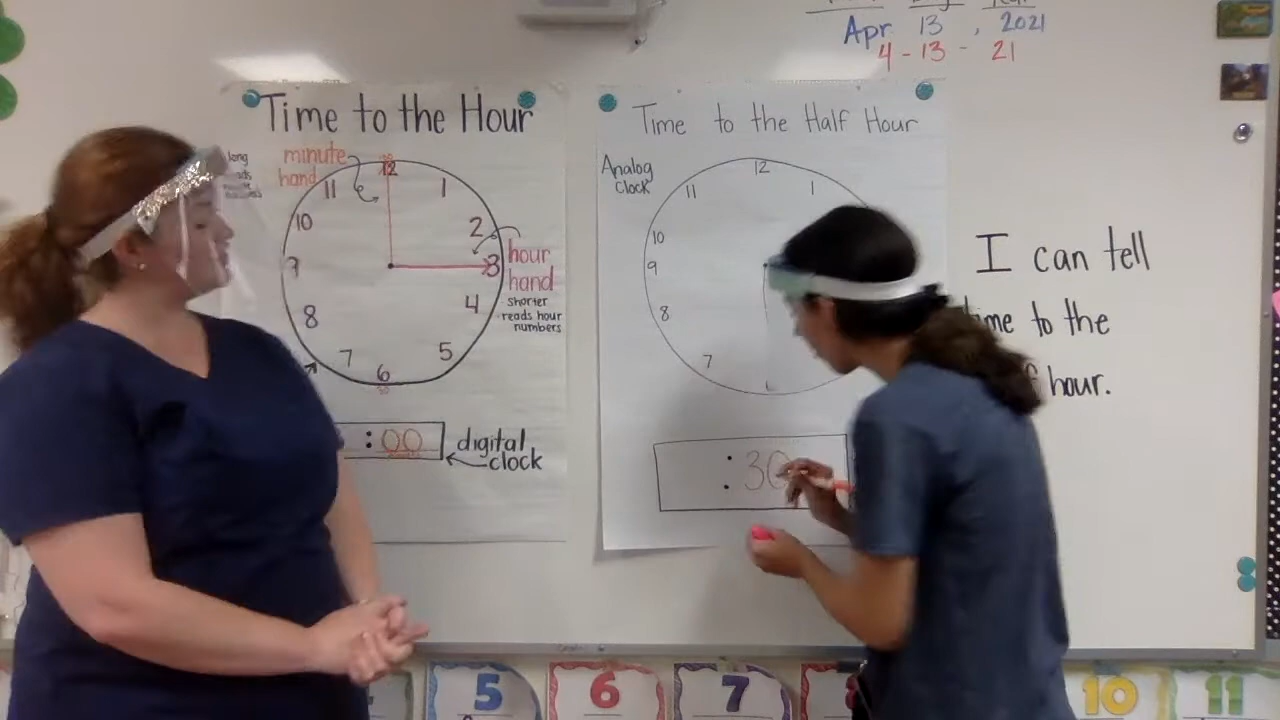 Apr 13, 2021
4-13-21
Time to the Hour
long
minute
hand
12
11
1
10
2
9
3
8
4
7
5
6
30
hour
hand
shorter
reads hour
numbers
:00
digital
clock
Time to the Half Hour
Analog
Clock
12
11
1
10
9
8
7
:30
I can tell
time to the
hour.
5
6
7
8
10
11